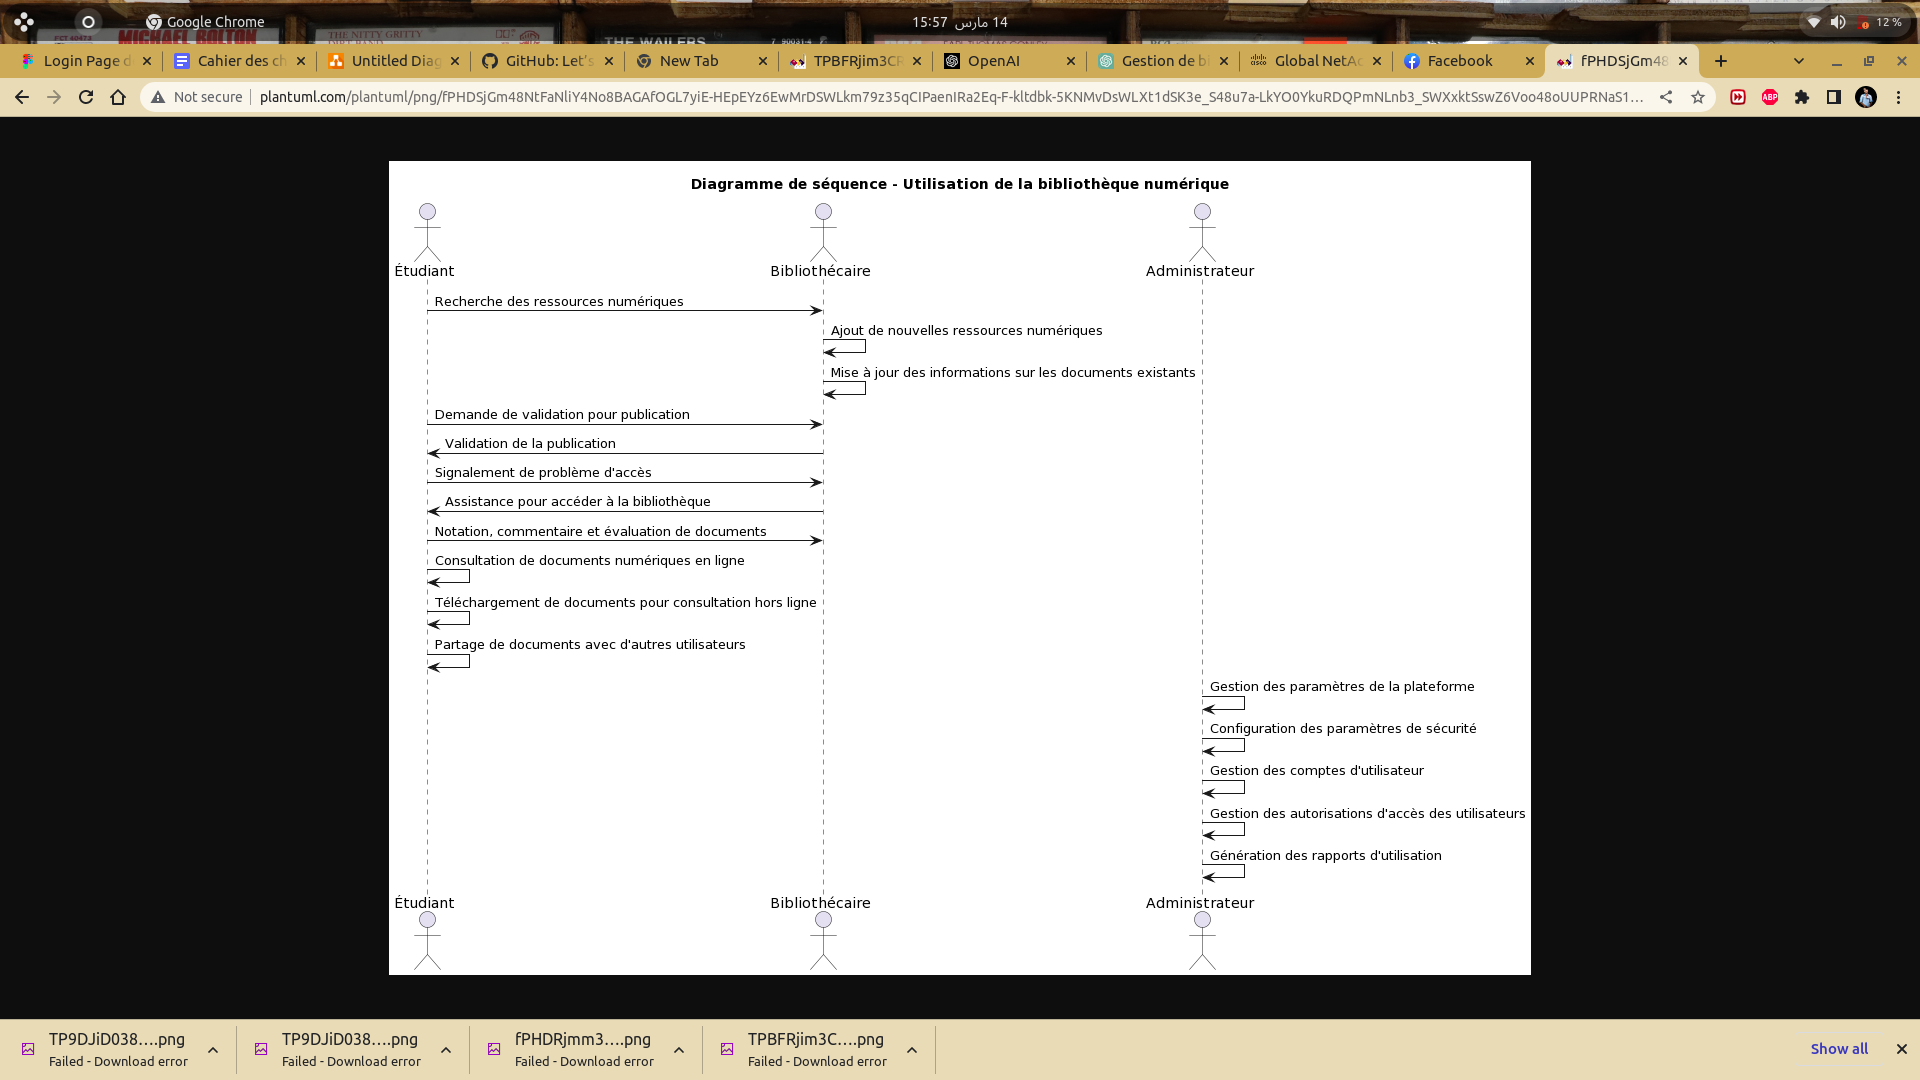 Google Chrome
15:57 14 مارس
12 %
Login Page d
Cahier des ch
Untitled Diag
GitHub: Let's
New Tab
TPBFRjim3CR
OpenAI
Gestion de bi
Global NetAc
Facebook
fPHDSjGm48
Not secure
plantuml.com/plantuml/png/fPHDSjGm48NtFaNliY4No8BAGAfOGL7yiE-HEpEYz6EwMrDSWLkm79z35qCIPaenIRa2Eq-F-kltdbk-5KNMvDsWLXt1dSK3e_S48u7a-LkYO0YkuRDQPmNLnb3_SWXxktSswZ6Voo48oUUPRNaS1...
ABP
Diagramme de séquence - Utilisation de la bibliothèque numérique
Étudiant
Bibliothécaire
Administrateur
Recherche des ressources numériques
Ajout de nouvelles ressources numériques
Mise à jour des informations sur les documents existants
Demande de validation pour publication
Validation de la publication
Signalement de problème d'accès
Assistance pour accéder à la bibliothèque
Notation, commentaire et évaluation de documents
Consultation de documents numériques en ligne
Téléchargement de documents pour consultation hors ligne
Partage de documents avec d'autres utilisateurs
Gestion des paramètres de la plateforme
Configuration des paramètres de sécurité
Gestion des comptes d'utilisateur
Gestion des autorisations d'accès des utilisateurs
Génération des rapports d'utilisation
Étudiant
Bibliothécaire
Administrateur
TP9DJiD038....png
Failed - Download error
TP9DJiD038....png
Failed - Download error
fPHDRjmm3....png
Failed - Download error
TPBFRjim3C....png
Failed - Download error
Show all